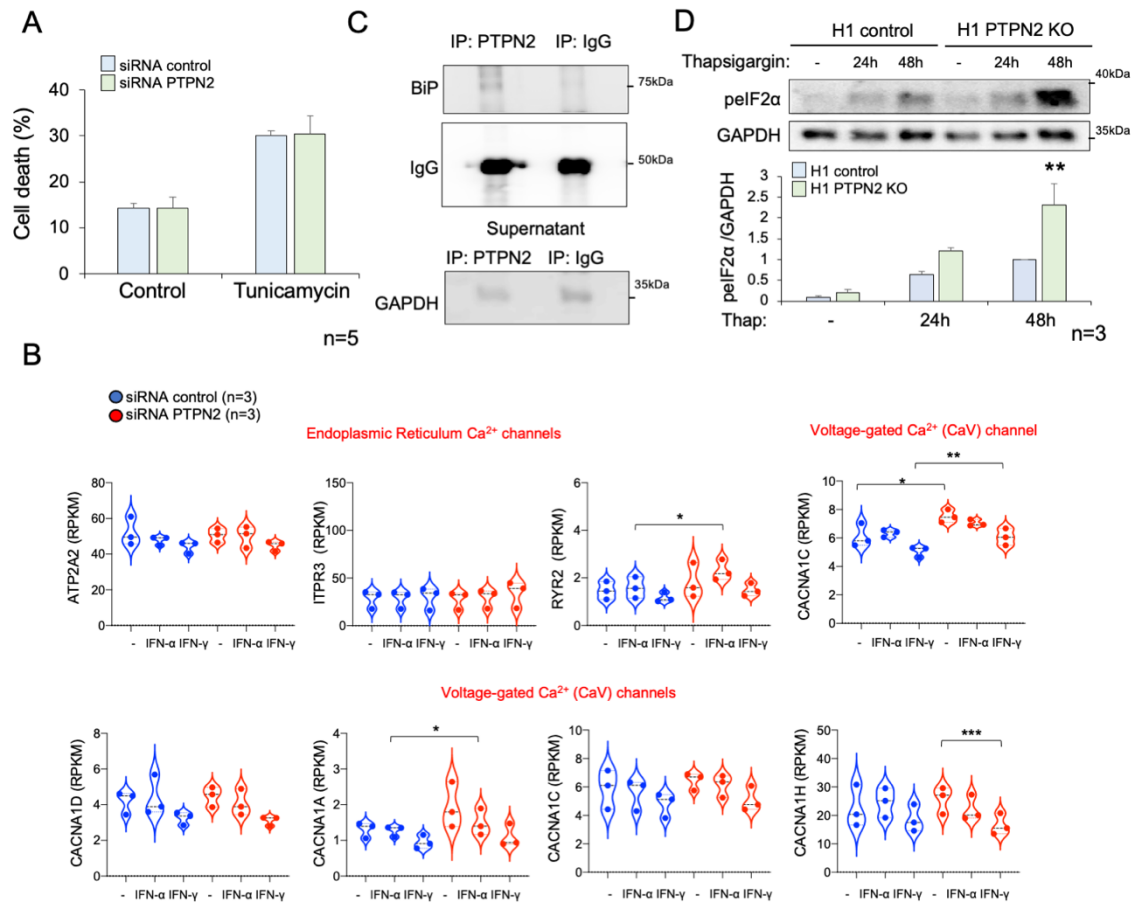 A
siRNA control
siRNA PTPN2
Cell death (%)
40
30
20
10
0
Control
Tunicamycin
n=5
C
IP: PTPN2
IP: IgG
BiP
75kDa
IgG
50kDa
Supernatant
IP: PTPN2
IP: IgG
35kDa
GAPDH
D
H1 control
H1 PTPN2 KO
Thapsigargin:
-
24h
48h
-
24h
48h
40kDa
peIF2α
GAPDH
35kDa
H1 control
H1 PTPN2 KO
**
peIF2α /GAPDH
3
2.5
2
1.5
1
0.5
0
Thap:
-
24h
48h
n=3
B
siRNA control (n=3)
siRNA PTPN2 (n=3)
Endoplasmic Reticulum Ca²⁺ channels
Voltage-gated Ca²⁺ (CaV) channel
ATP2A2 (RPKM)
80
60
40
20
0
- IFN-α IFN-γ - IFN-α IFN-γ
ITPR3 (RPKM)
150
100
50
0
- IFN-α IFN-γ - IFN-α IFN-γ
RYR2 (RPKM)
6
4
2
0
*
- IFN-α IFN-γ - IFN-α IFN-γ
CACNA1C (RPKM)
10
8
6
4
2
0
*
**
- IFN-α IFN-γ - IFN-α IFN-γ
Voltage-gated Ca²⁺ (CaV) channels
CACNA1D (RPKM)
8
6
4
2
0
- IFN-α IFN-γ - IFN-α IFN-γ
CACNA1A (RPKM)
4
3
2
1
0
*
- IFN-α IFN-γ - IFN-α IFN-γ
CACNA1C (RPKM)
10
8
6
4
2
0
- IFN-α IFN-γ - IFN-α IFN-γ
CACNA1H (RPKM)
50
40
30
20
10
0
***
- IFN-α IFN-γ - IFN-α IFN-γ